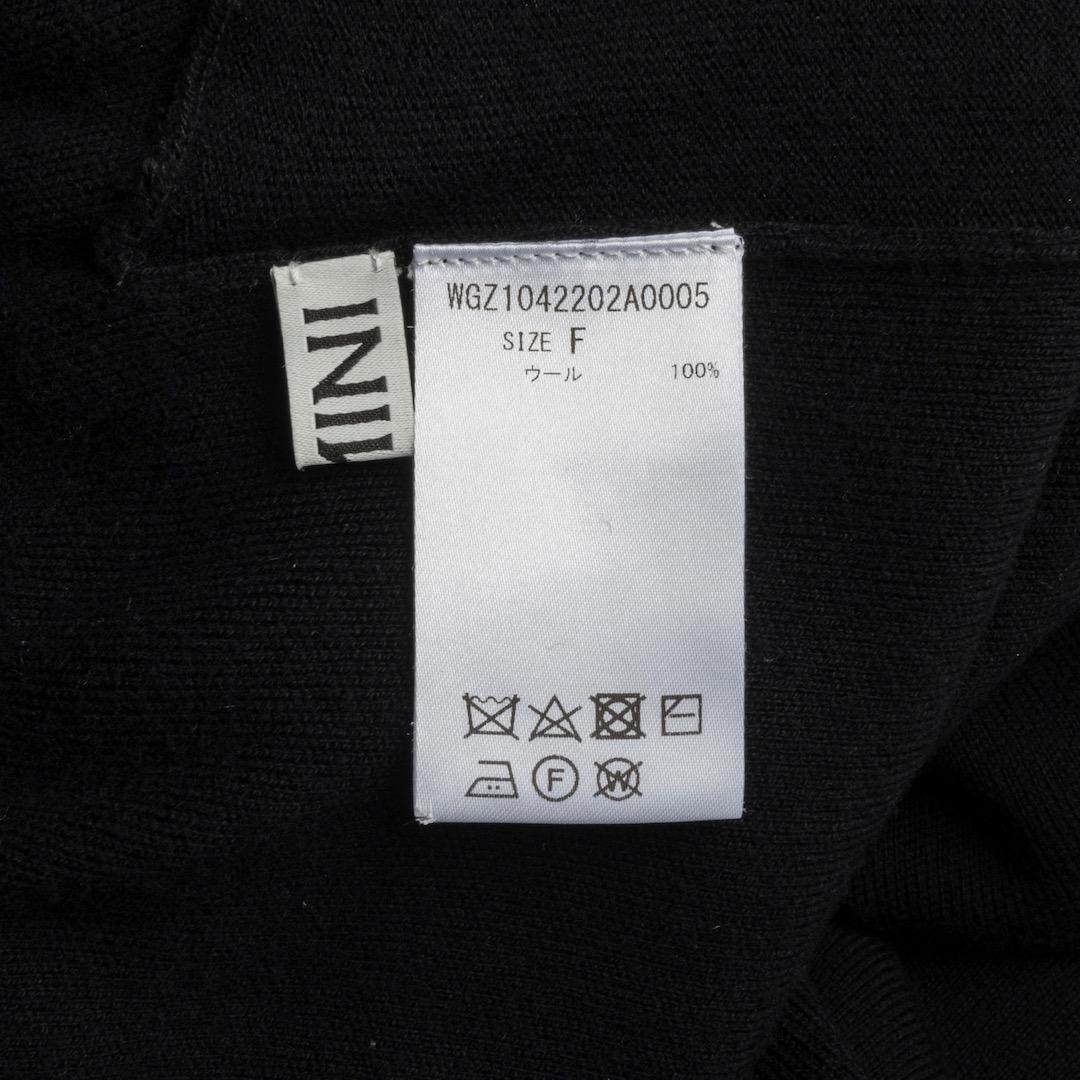 INI
WGZ1042202A0005
SIZE F
ウール 100%
F
W